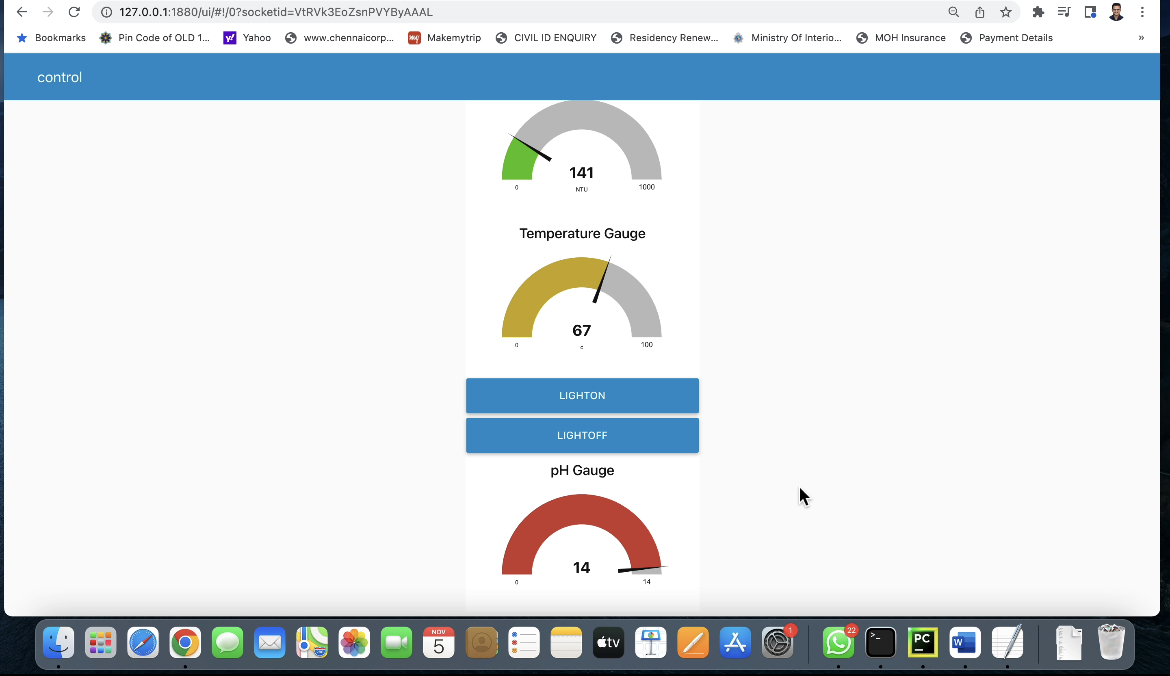 127.0.0.1:1880/ui/#!/0?socketid=VtRVk3EoZsnPVYByAAAL
Bookmarks Pin Code of OLD 1... Yahoo www.chennaicorp... Makemytrip CIVIL ID ENQUIRY Residency Renew... Ministry Of Interio... MOH Insurance Payment Details »
control
141
0 NTU 1000
Temperature Gauge
67
0 c 100
LIGHTON
LIGHTOFF
pH Gauge
14
0 14
NOV
5
tv
1
22
PC
W